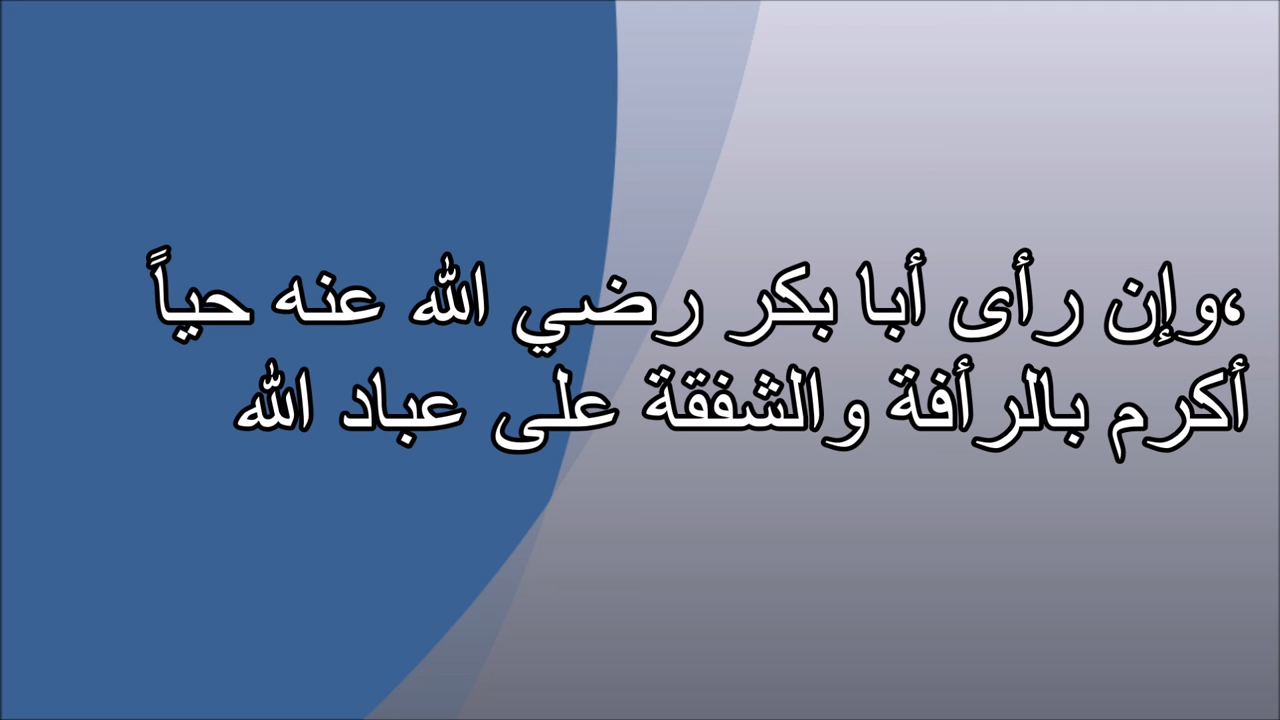 ،وإن رأى أبا بكر رضي الله عنه حياً
أكرم بالرأفة والشفقة على عباد الله